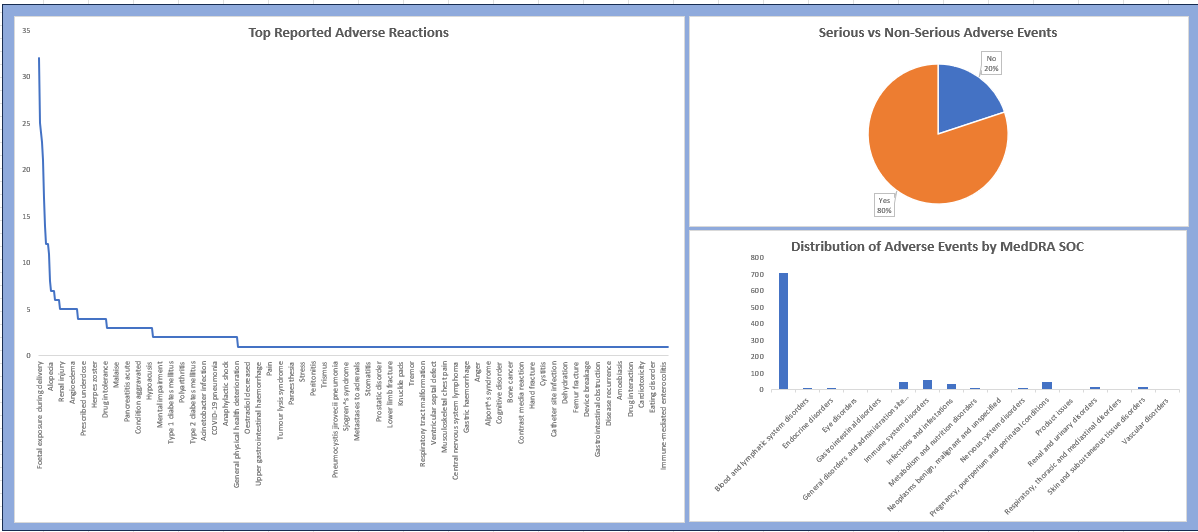 Top Reported Adverse Reactions
35
30
25
20
15
10
5
0
Foetal exposure during delivery
Alopecia
Renal injury
Angioedema
Prescribed underdose
Herpes zoster
Drug intolerance
Malaise
Pancreatitis acute
Condition aggravated
Hypoacusis
Mental impairment
Type 1 diabetes mellitus
Polyarthritis
Type 2 diabetes mellitus
Acinetobacter infection
COVID-19 pneumonia
Anaphylactic shock
General physical health deterioration
Oestradiol decreased
Upper gastrointestinal haemorrhage
Pain
Tumour lysis syndrome
Paraesthesia
Stress
Peritonitis
Trismus
Pneumocystis jirovecii pneumonia
Sjogren's syndrome
Metastases to adrenals
Stomatitis
Prostatic disorder
Lower limb fracture
Knuckle pads
Tremor
Respiratory tract malformation
Ventricular septal defect
Musculoskeletal chest pain
Central nervous system lymphoma
Gastric haemorrhage
Anger
Alport's syndrome
Cognitive disorder
Bone cancer
Contrast media reaction
Hand fracture
Cystitis
Catheter site infection
Dehydration
Femur fracture
Device breakage
Gastrointestinal obstruction
Disease recurrence
Amoebiasis
Drug interaction
Cardiotoxicity
Eating disorder
Immune-mediated enterocolitis
Serious vs Non-Serious Adverse Events
No
20%
Yes
80%
Distribution of Adverse Events by MedDRA SOC
800
700
600
500
400
300
200
100
0
Blood and lymphatic system disorders
Endocrine disorders
Eye disorders
Gastrointestinal disorders
General disorders and administration site...
Immune system disorders
Infections and infestations
Metabolism and nutrition disorders
Neoplasms benign, malignant and unspecified
Nervous system disorders
Pregnancy, puerperium and perinatal conditions
Product issues
Renal and urinary disorders
Respiratory, thoracic and mediastinal disorders
Skin and subcutaneous tissue disorders
Vascular disorders